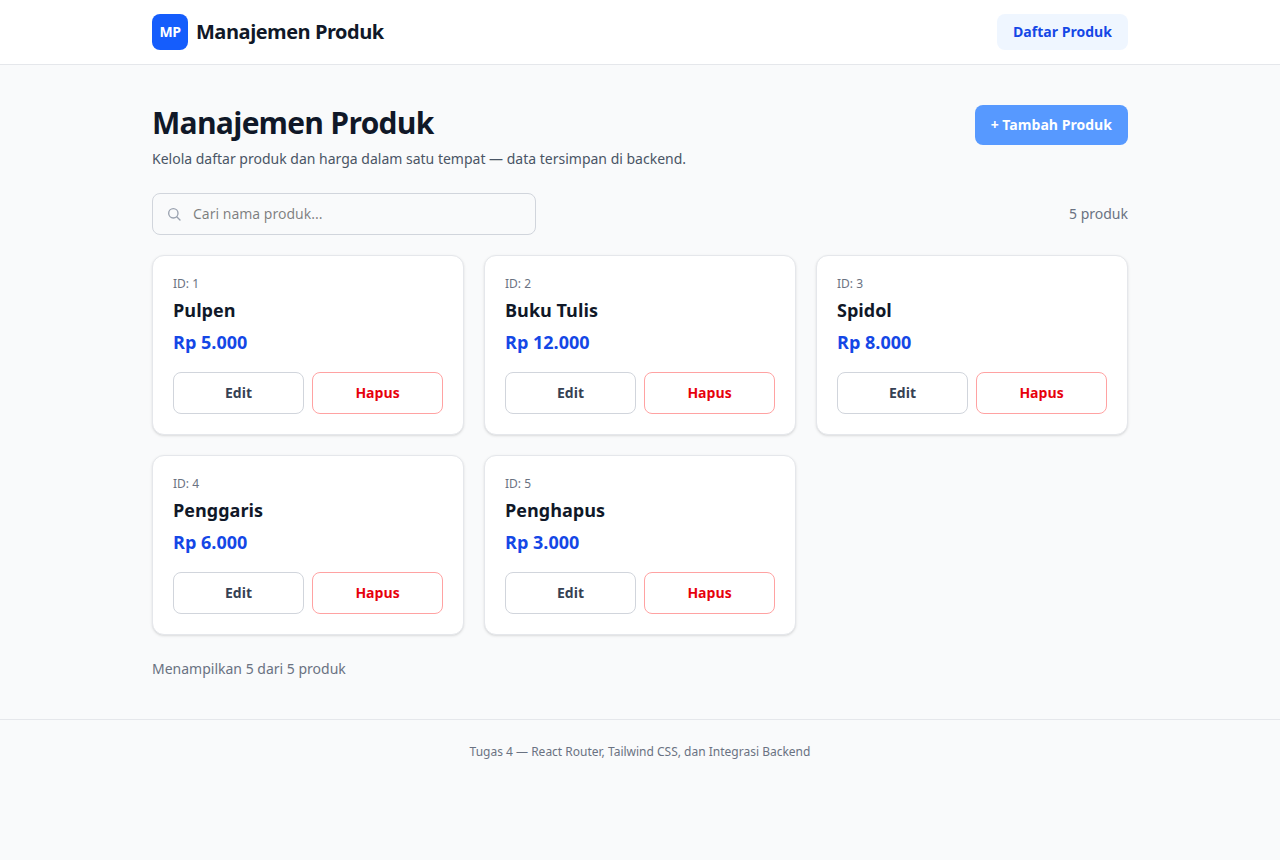 MP Manajemen Produk
Daftar Produk
Manajemen Produk
+ Tambah Produk
Kelola daftar produk dan harga dalam satu tempat — data tersimpan di backend.
Cari nama produk...
5 produk
ID: 1
Pulpen
Rp 5.000
Edit
Hapus
ID: 2
Buku Tulis
Rp 12.000
Edit
Hapus
ID: 3
Spidol
Rp 8.000
Edit
Hapus
ID: 4
Penggaris
Rp 6.000
Edit
Hapus
ID: 5
Penghapus
Rp 3.000
Edit
Hapus
Menampilkan 5 dari 5 produk
Tugas 4 — React Router, Tailwind CSS, dan Integrasi Backend